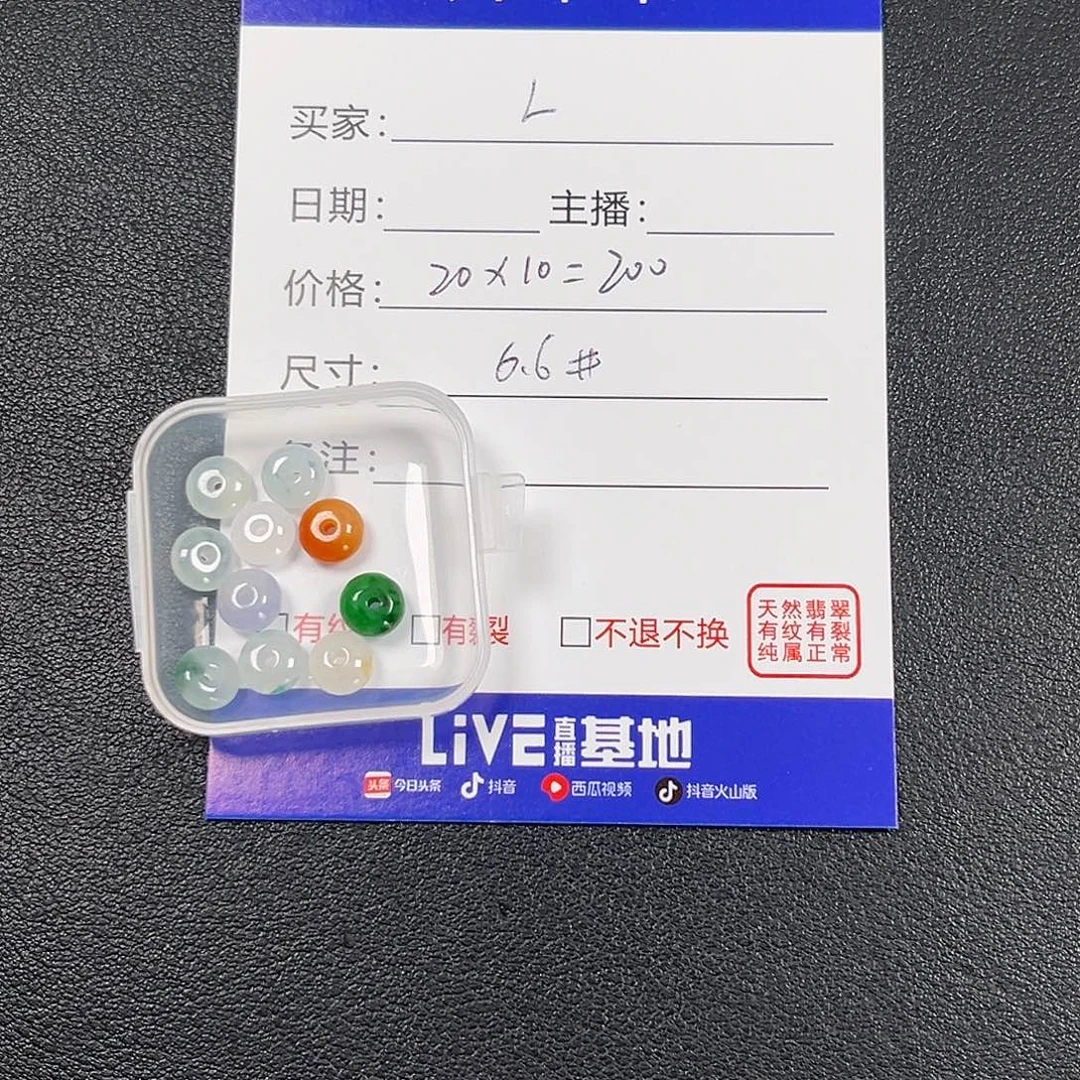 买家： L
日期： 主播：
价格： 20×10=200
尺寸： 6.6#
备注：
□有纹 □有裂 □不退不换
天然翡翠
有纹有裂
纯属正常
LiVE直播基地
头条 今日头条 抖音 西瓜视频 抖音火山版